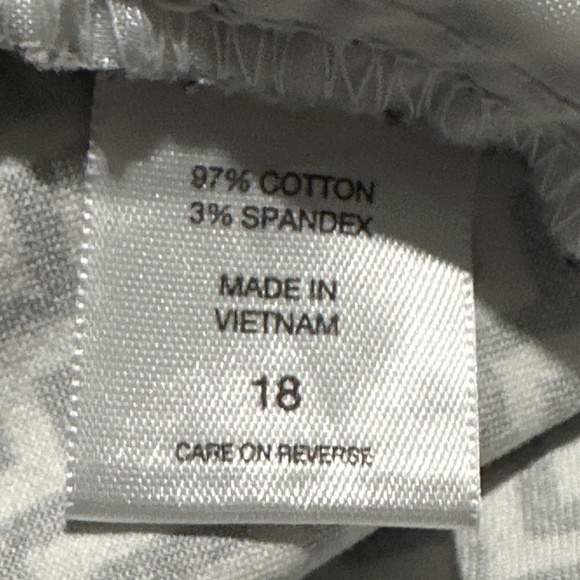 97% COTTON
3% SPANDEX
MADE IN
VIETNAM
18
CARE ON REVERSE